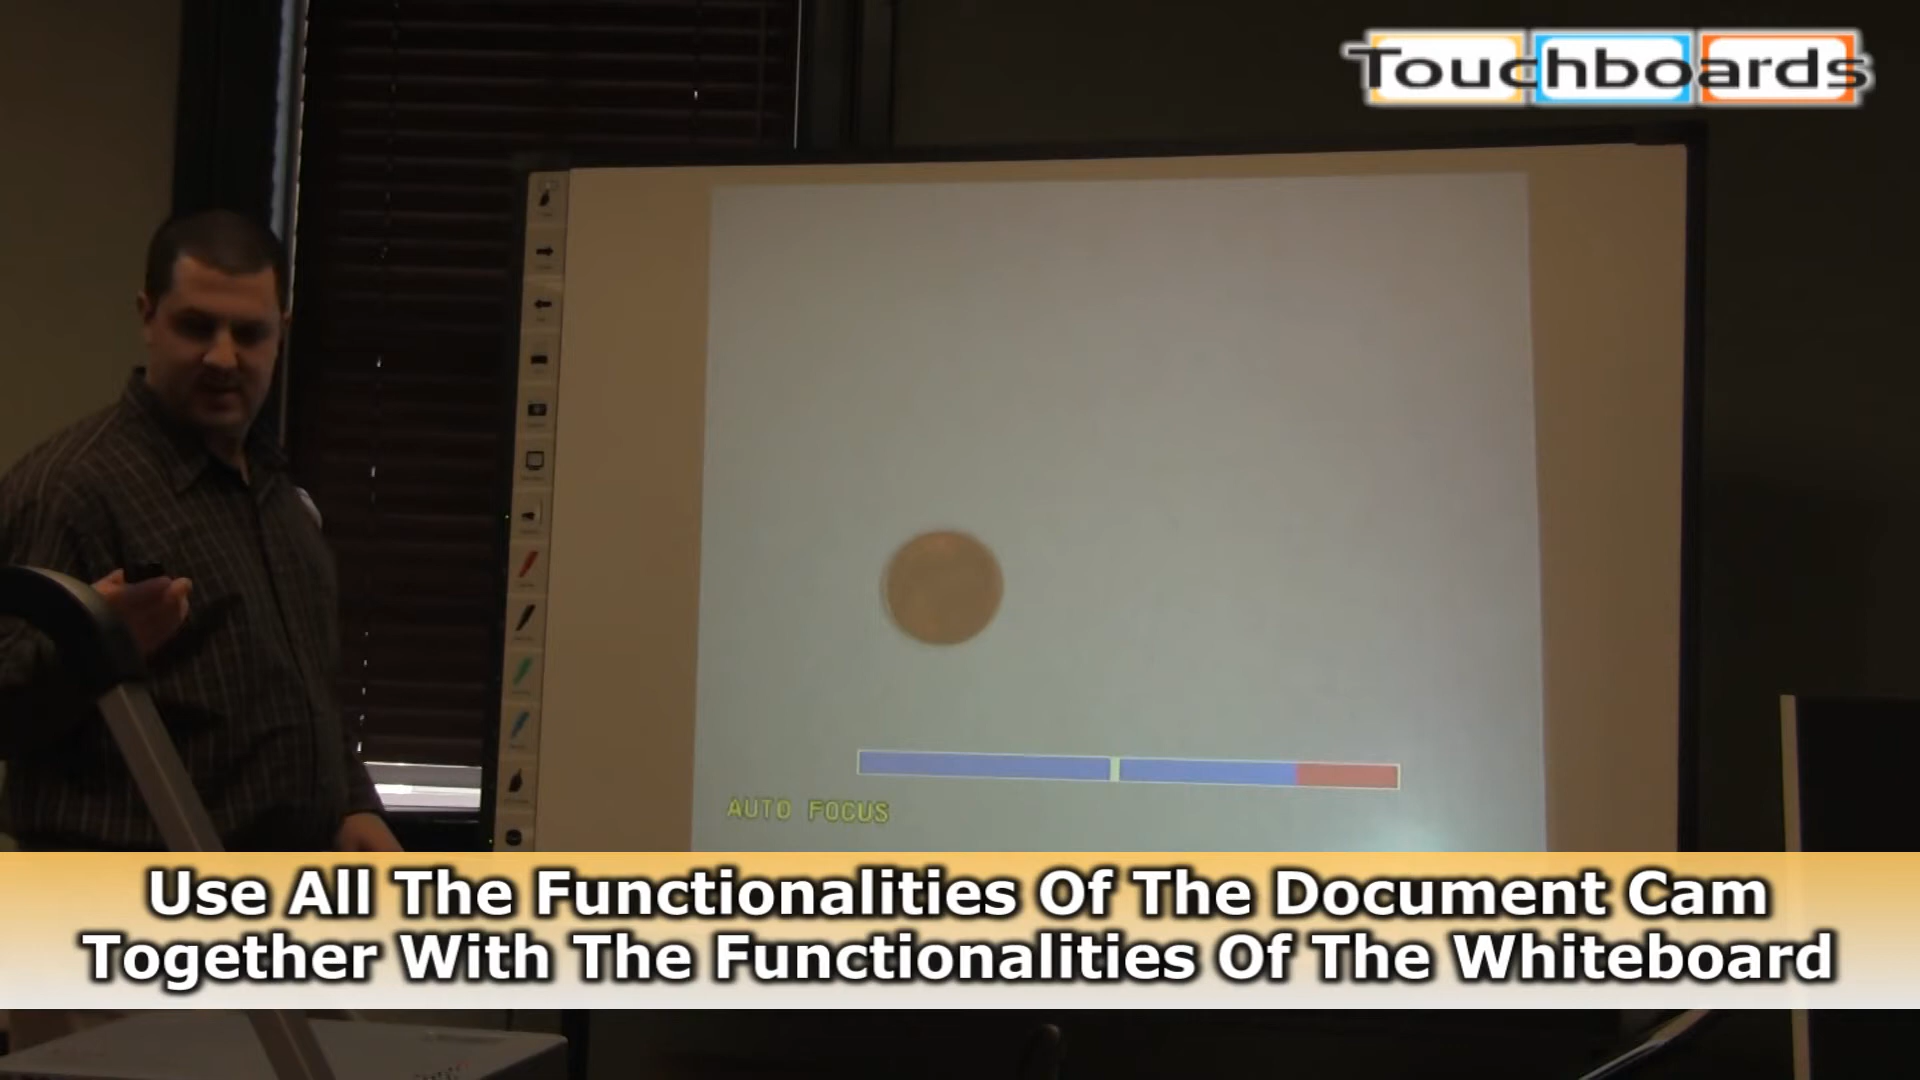 Touchboards
AUTO FOCUS
Use All The Functionalities Of The Document Cam
Together With The Functionalities Of The Whiteboard